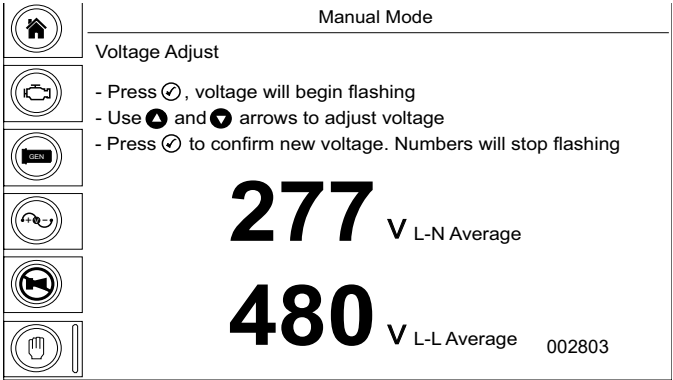 Manual Mode
Voltage Adjust
- Press ✓, voltage will begin flashing
- Use ▲ and ▼ arrows to adjust voltage
- Press ✓ to confirm new voltage. Numbers will stop flashing
GEN
+V-
277 V L-N Average
480 V L-L Average
002803